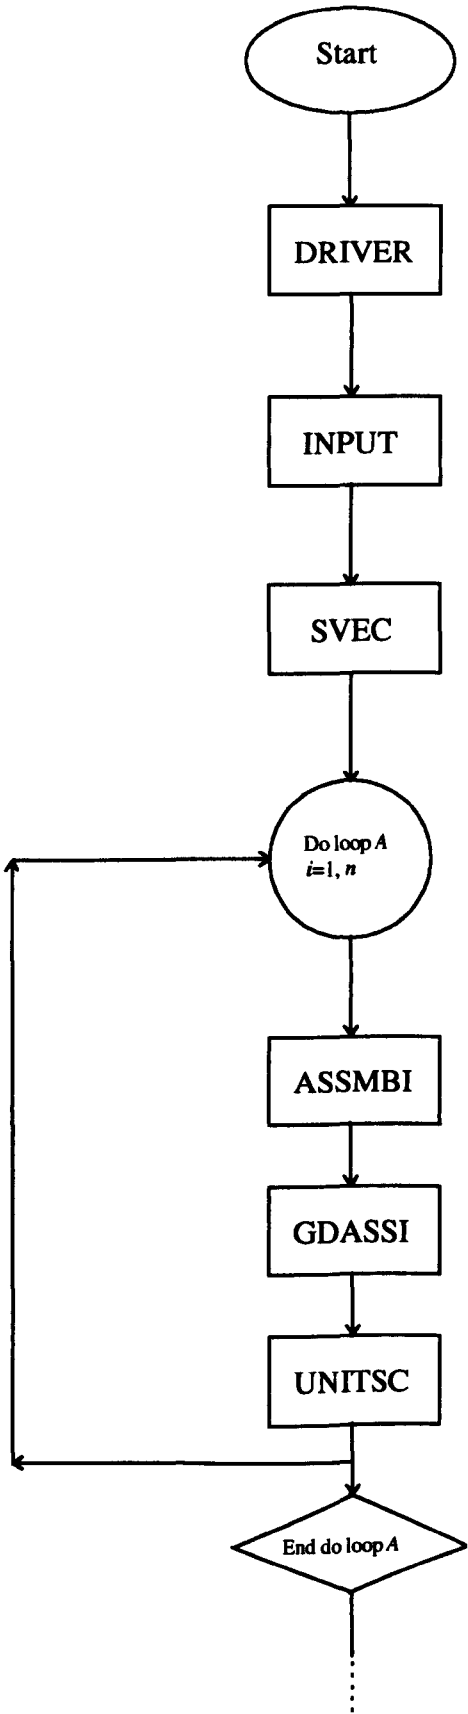 Start
DRIVER
INPUT
SVEC
Do loop A
i=1, n
ASSMBI
GDASSI
UNITSC
End do loop A